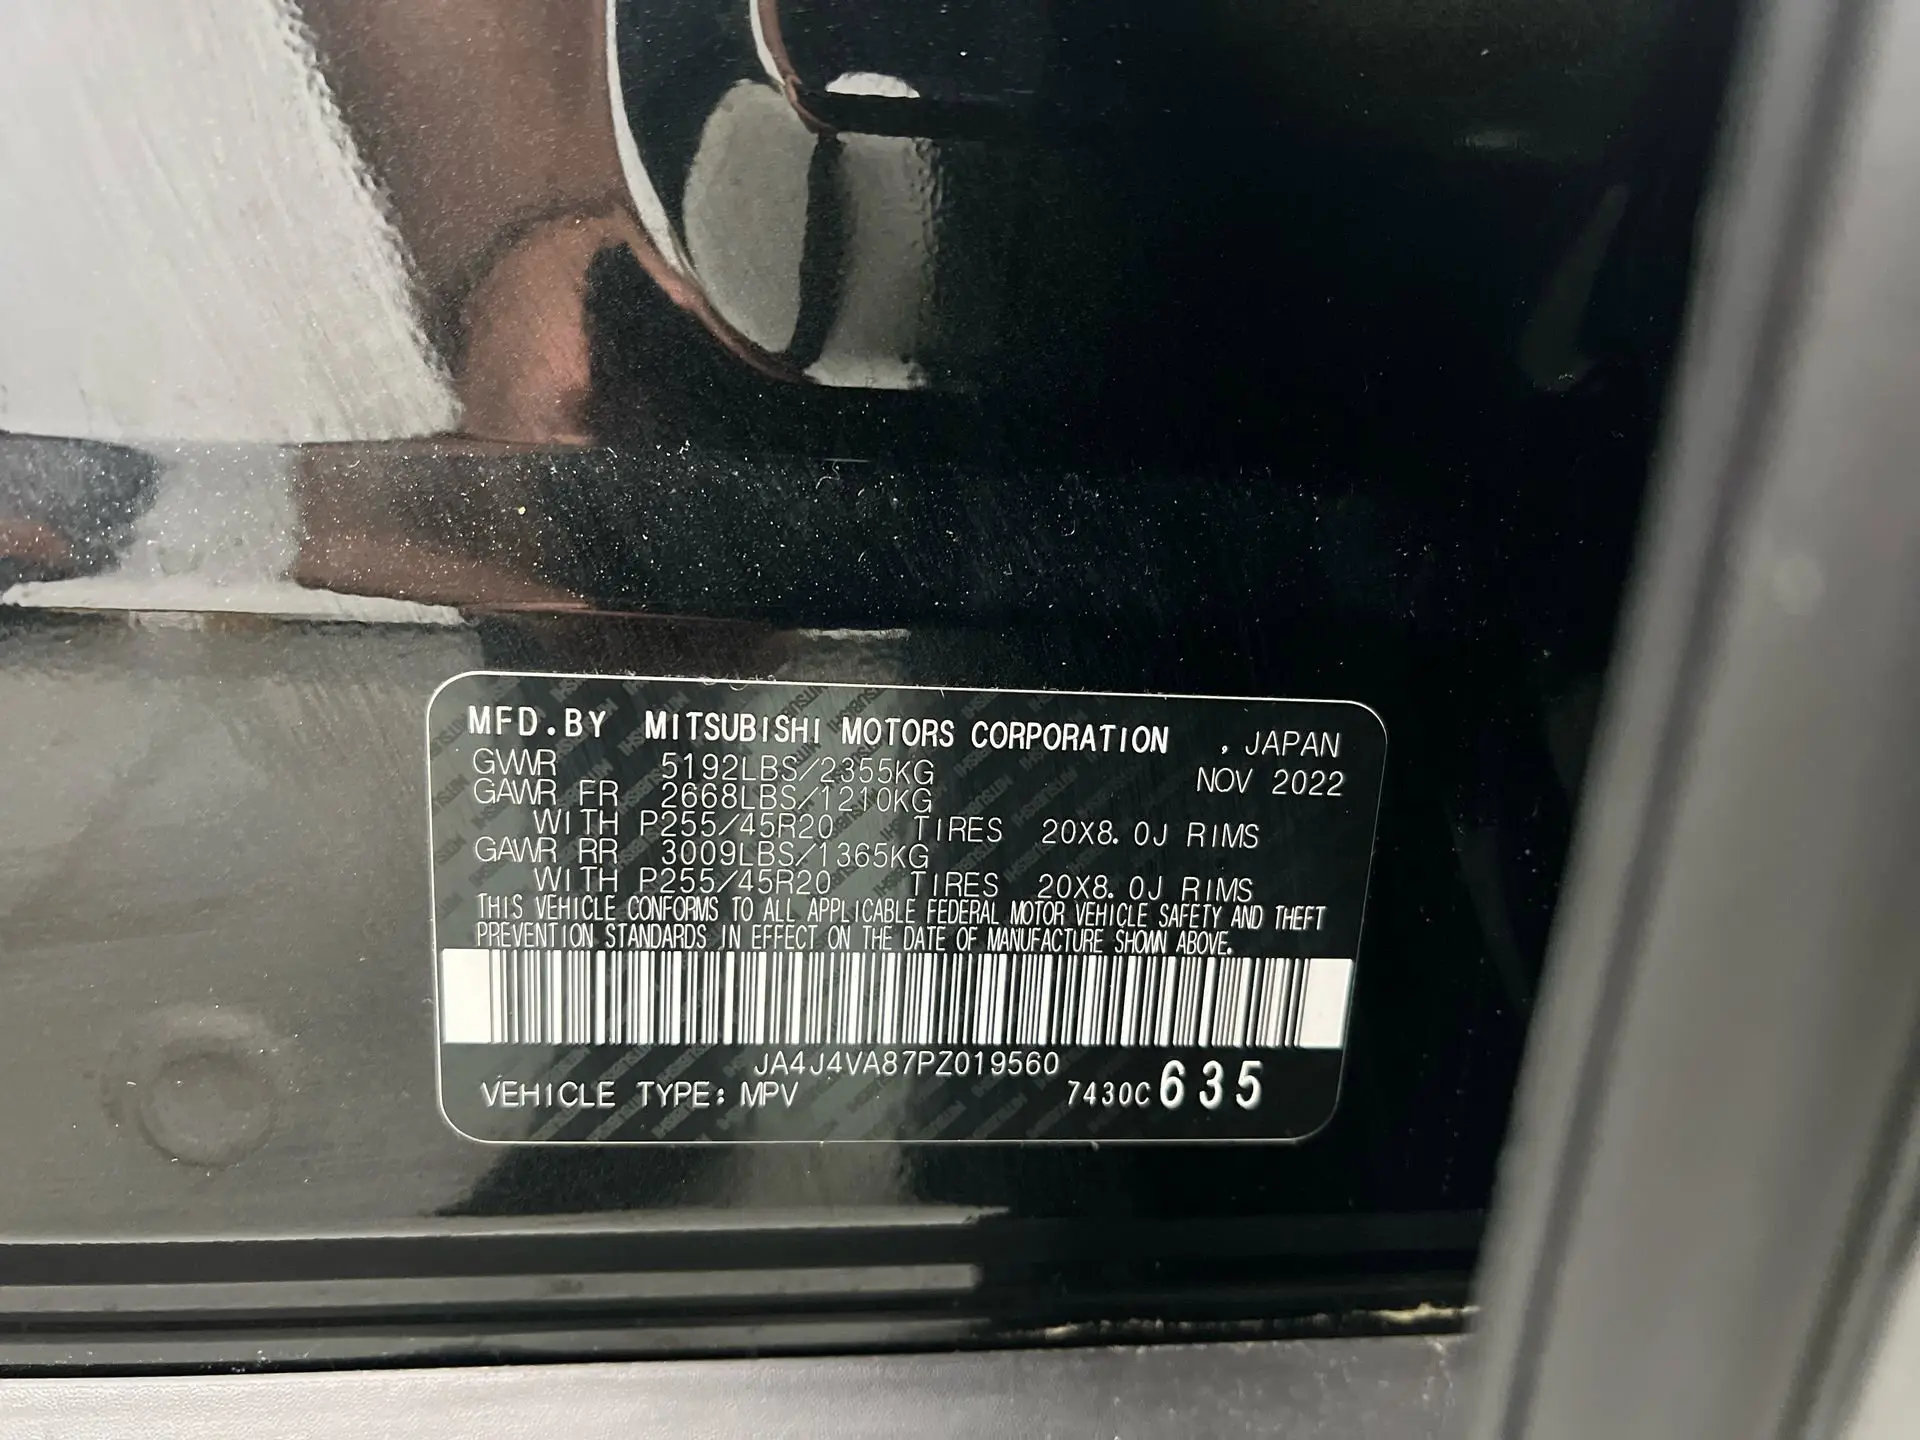 MFD.BY MITSUBISHI MOTORS CORPORATION , JAPAN
GVWR 5192LBS/2355KG NOV 2022
GAWR FR 2668LBS/1210KG
WITH P255/45R20 TIRES 20X8.0J RIMS
GAWR RR 3009LBS/1365KG
WITH P255/45R20 TIRES 20X8.0J RIMS
THIS VEHICLE CONFORMS TO ALL APPLICABLE FEDERAL MOTOR VEHICLE SAFETY AND THEFT
PREVENTION STANDARDS IN EFFECT ON THE DATE OF MANUFACTURE SHOWN ABOVE.
JA4J4VA87PZ019560
VEHICLE TYPE: MPV 7430C 635